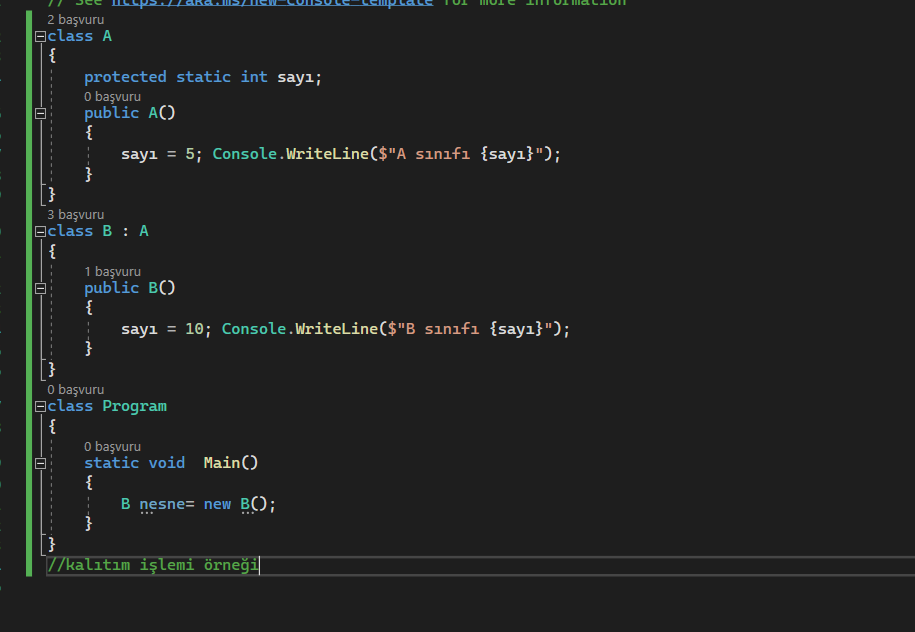 // See https://aka.ms/new-console-template for more information
2 başvuru
class A
{
protected static int sayı;
0 başvuru
public A()
{
sayı = 5; Console.WriteLine($"A sınıfı {sayı}");
}
}
3 başvuru
class B : A
{
1 başvuru
public B()
{
sayı = 10; Console.WriteLine($"B sınıfı {sayı}");
}
}
0 başvuru
class Program
{
0 başvuru
static void  Main()
{
B nesne= new B();
}
}
//kalıtım işlemi örneği